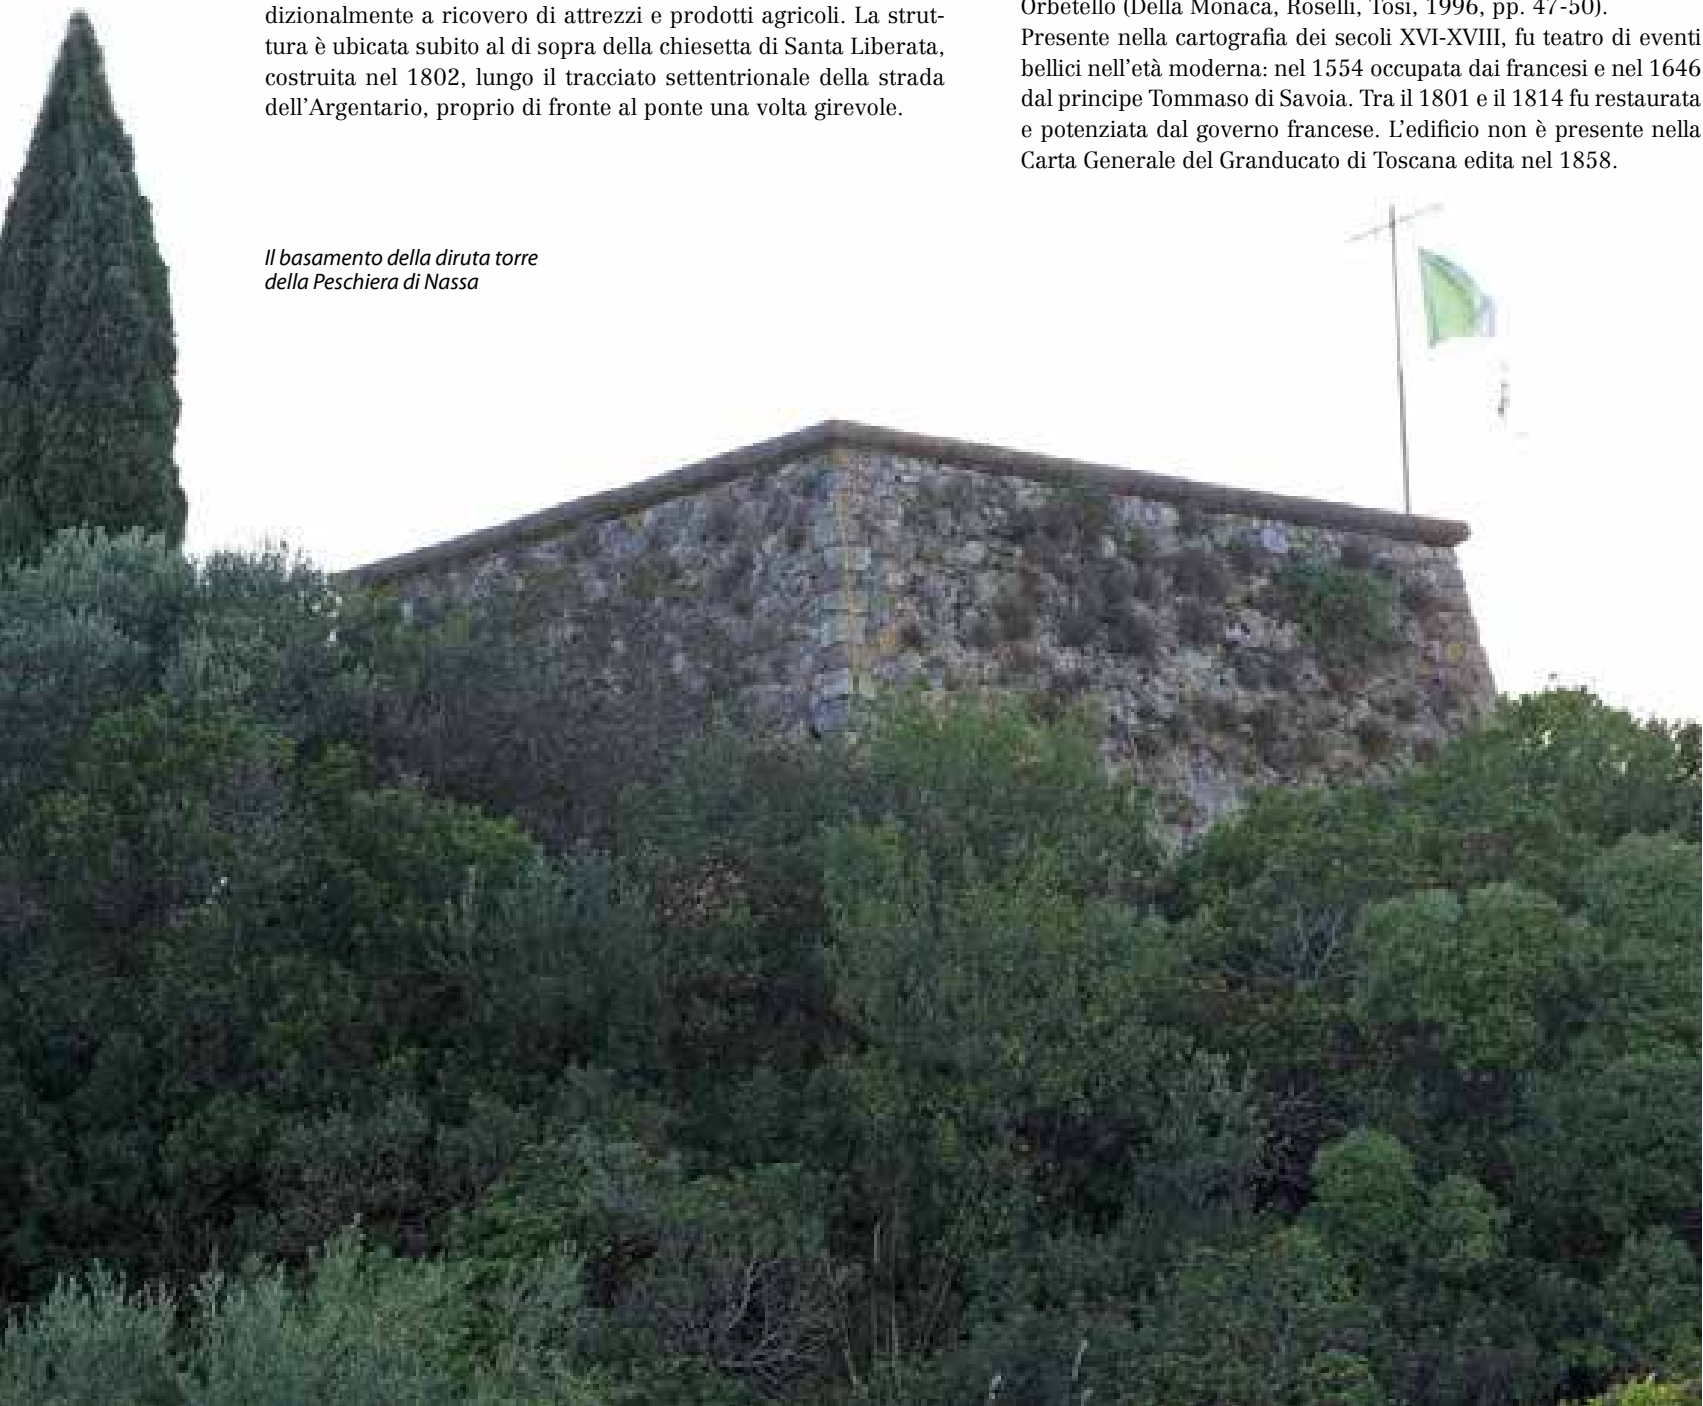 dizionalmente a ricovero di attrezzi e prodotti agricoli. La strut-
tura è ubicata subito al di sopra della chiesetta di Santa Liberata,
costruita nel 1802, lungo il tracciato settentrionale della strada
dell’Argentario, proprio di fronte al ponte una volta girevole.
Orbetello (Della Monaca, Roselli, Tosi, 1996, pp. 47-50).
Presente nella cartografia dei secoli XVI-XVIII, fu teatro di eventi
bellici nell’età moderna: nel 1554 occupata dai francesi e nel 1646
dal principe Tommaso di Savoia. Tra il 1801 e il 1814 fu restaurata
e potenziata dal governo francese. L’edificio non è presente nella
Carta Generale del Granducato di Toscana edita nel 1858.
Il basamento della diruta torre
della Peschiera di Nassa